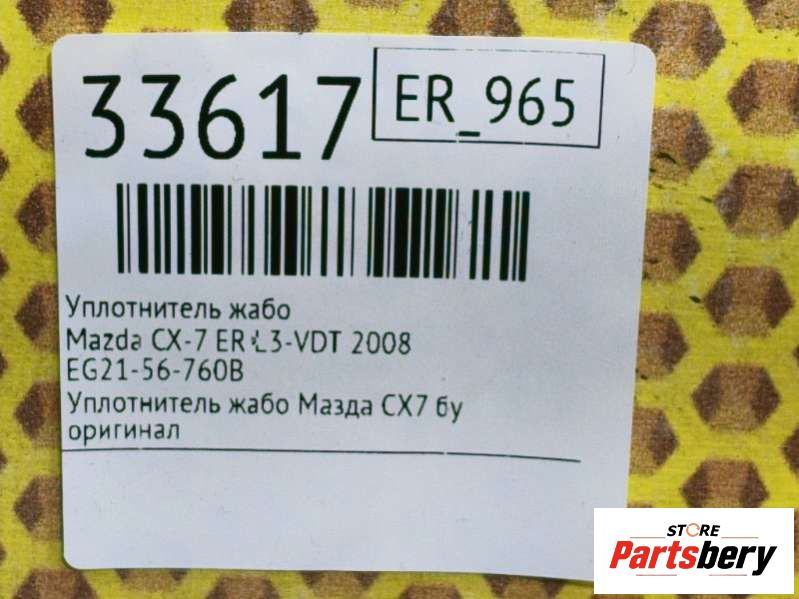 33617
ER_965
Уплотнитель жабо
Mazda CX-7 ER L3-VDT 2008
EG21-56-760B
Уплотнитель жабо Мазда СХ7 бу
оригинал
STORE
Partsbery